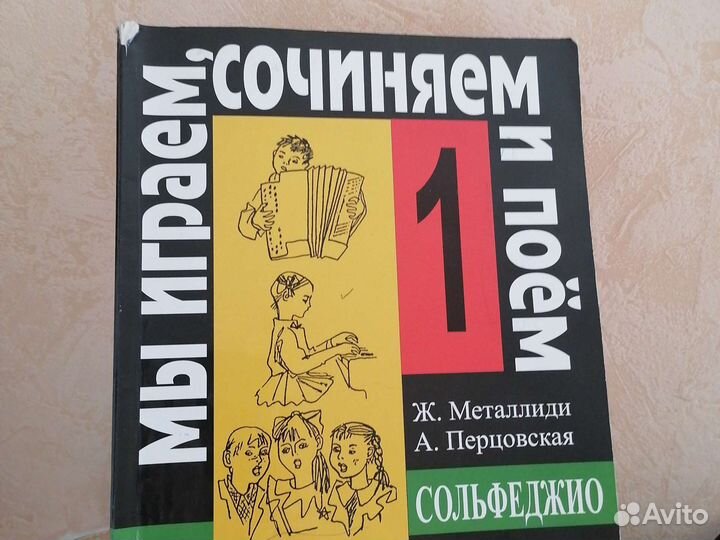 Мы играем,
сочиняем
и поём
1
Ж. Металлиди
А. Перцовская
СОЛЬФЕДЖИО
Avito